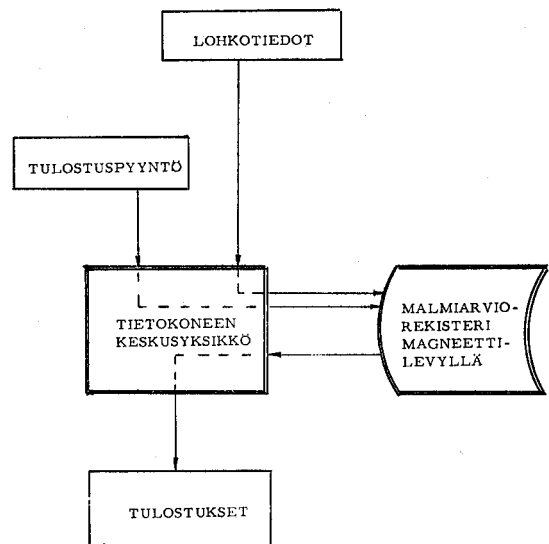 LOHKOTIEDOT
TULOSTUSPYYNTÖ
TIETOKONEEN
KESKUSYKSIKKÖ
MALMIARVIO-
REKISTERI
MAGNEETTI-
LEVYLLÄ
TULOSTUKSET